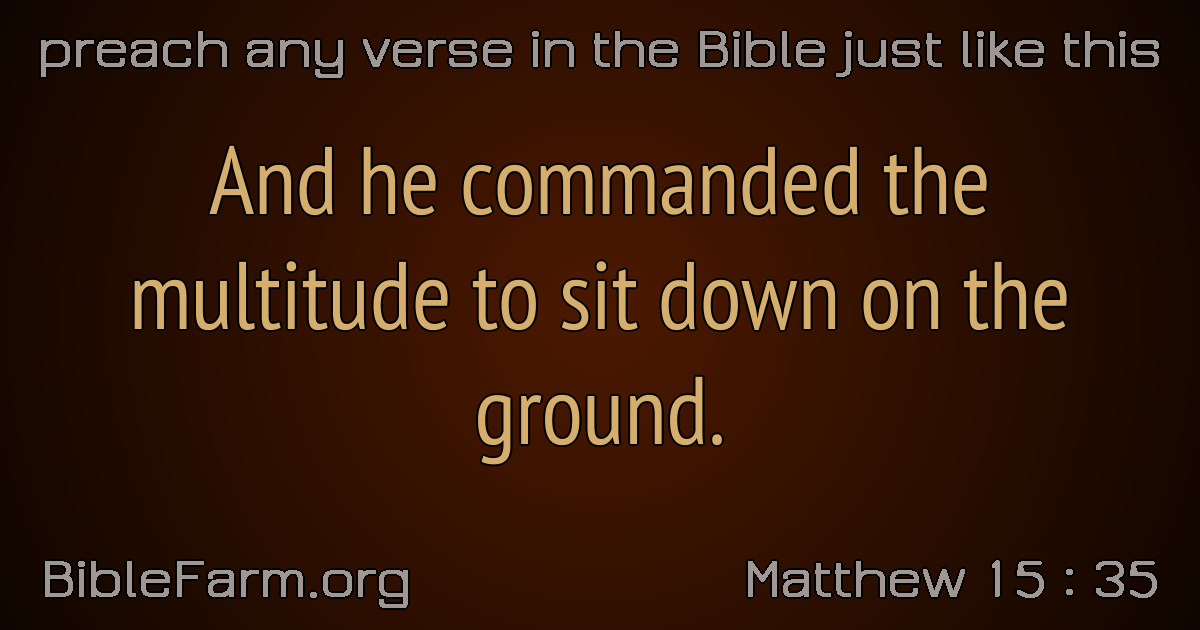 preach any verse in the Bible just like this
And he commanded the
multitude to sit down on the
ground.
BibleFarm.org
Matthew 15 : 35